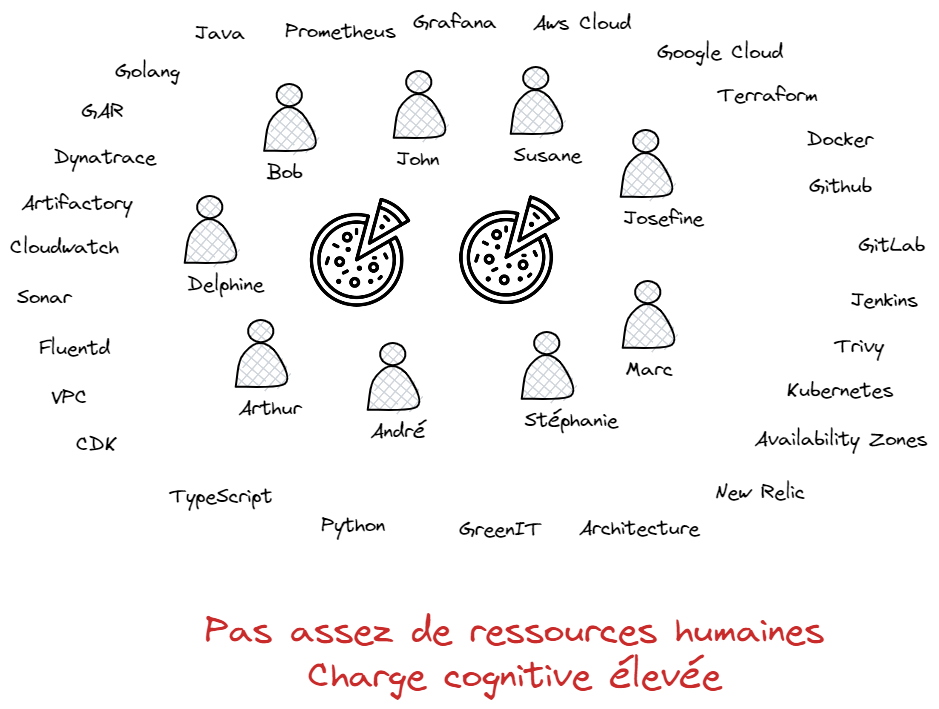 Java
Prometheus
Grafana
Aws Cloud
Google Cloud
Golang
Terraform
GAR
Docker
Dynatrace
Github
Artifactory
GitLab
Cloudwatch
Jenkins
Sonar
Trivy
Fluentd
Kubernetes
VPC
Availability Zones
CDK
New Relic
TypeScript
Python
GreenIT
Architecture
Bob
John
Susane
Josefine
Delphine
Marc
Arthur
André
Stéphanie
Pas assez de ressources humaines
Charge cognitive élevée